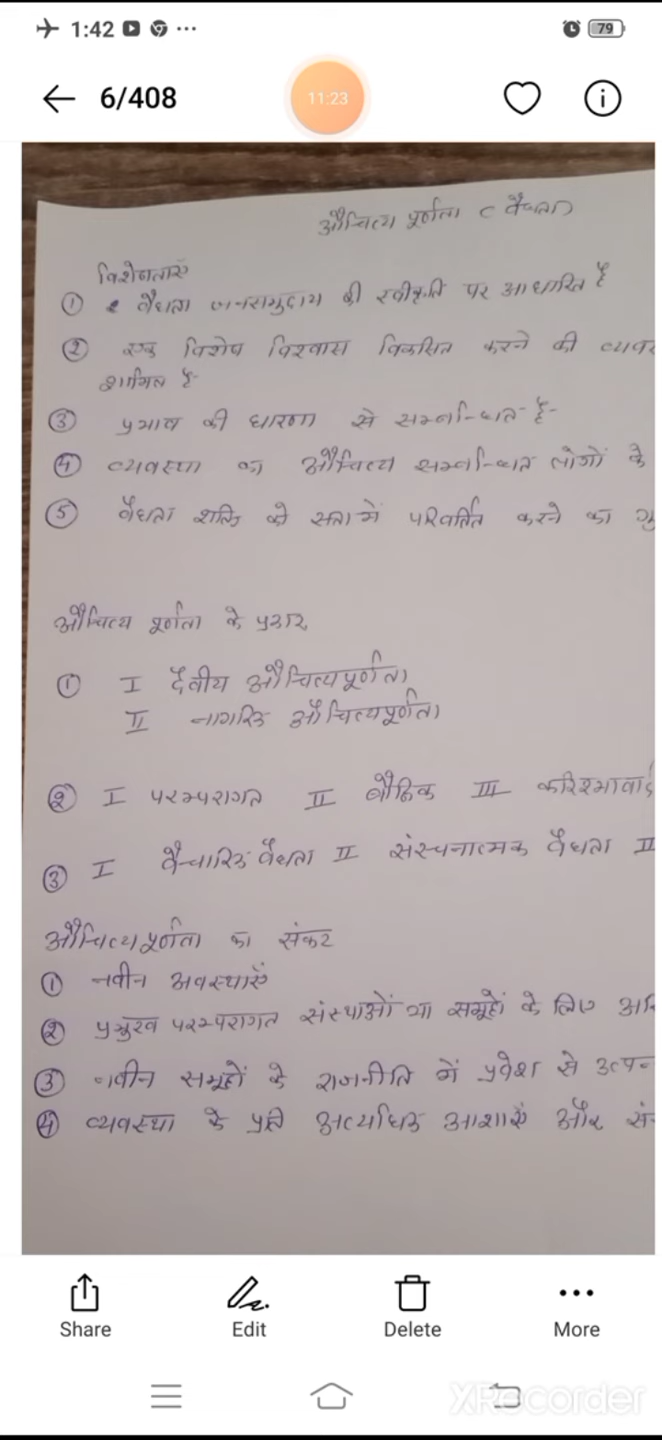 1:42
79
6/408
11:23
औचित्य पूर्णता ( वैधता)
विशेषताएँ
① वैधता जनसमुदाय की स्वीकृति पर आधारित है
② एक विशेष विश्वास विकसित करने की
शामिल है
③ प्रभाव की धारणा से सम्बन्धित है
④ व्यवस्था का औचित्य सम्बन्धित लोगों के
⑤ वैधता शक्ति को सत्ता में परिवर्तित करने का
औचित्य पूर्णता के प्रकार
① I दैवीय औचित्यपूर्णता
II नागरिक औचित्यपूर्णता
② I परम्परागत II बौद्धिक III
③ I वैचारिक वैधता II संरचनात्मक वैधता
औचित्यपूर्णता का संकट
① नवीन अवस्थाएँ
② प्रमुख परम्परागत संस्थाओं या समूहों के लिए
③ नवीन समूहों के राजनीति में प्रवेश से
④ व्यवस्था के प्रति अत्यधिक आशाएं और
Share Edit Delete More
XRecorder